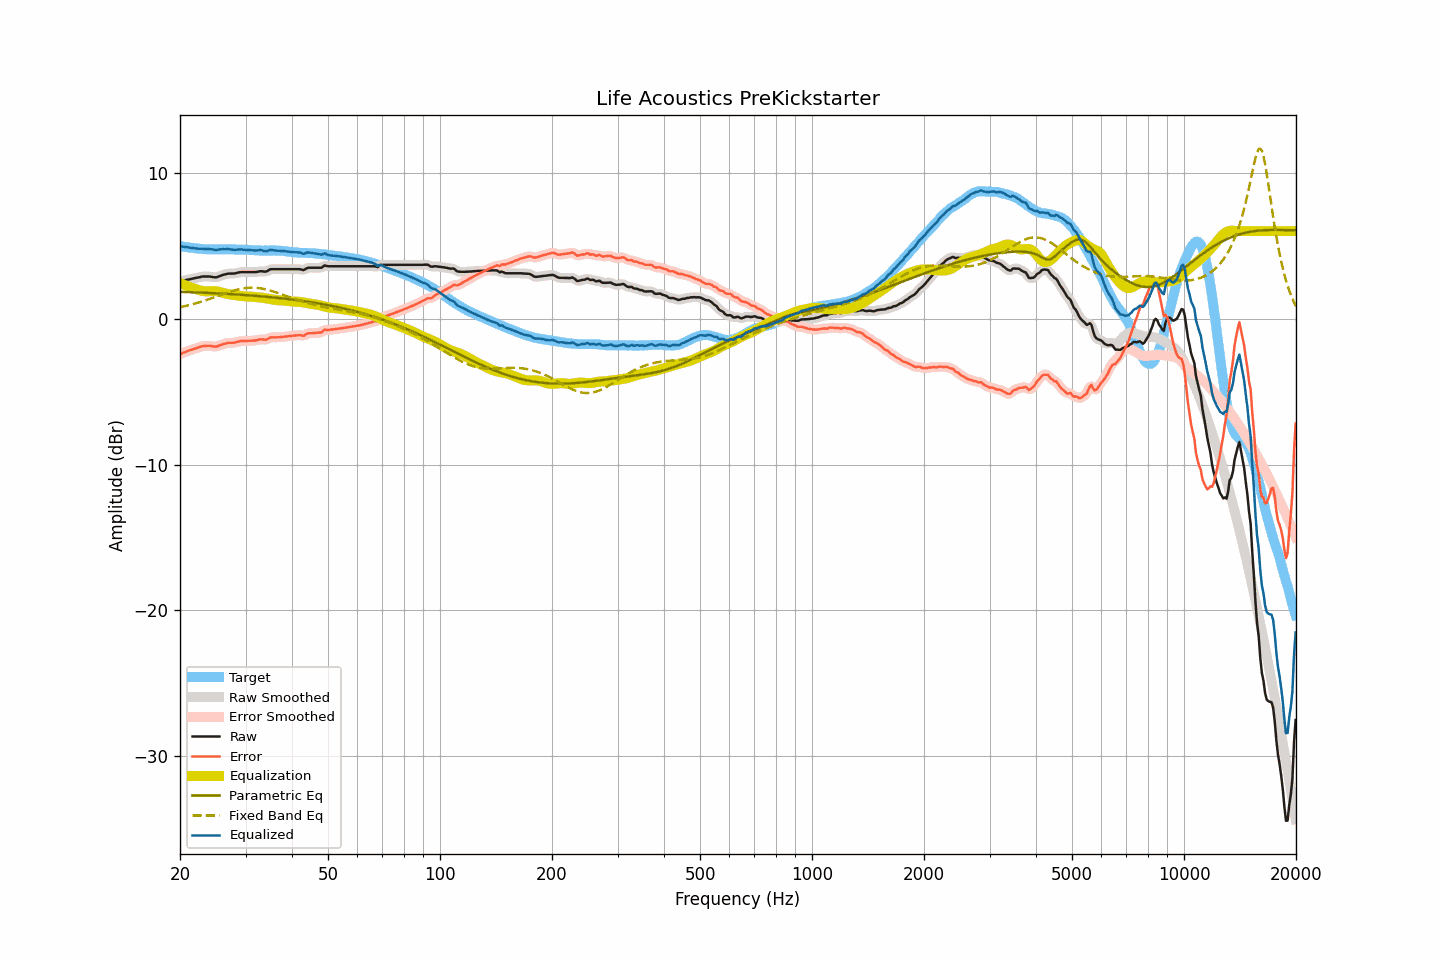 Life Acoustics PreKickstarter
10
0
−10
−20
−30
Amplitude (dBr)
Target
Raw Smoothed
Error Smoothed
Raw
Error
Equalization
Parametric Eq
Fixed Band Eq
Equalized
20 50 100 200 500 1000 2000 5000 10000 20000
Frequency (Hz)